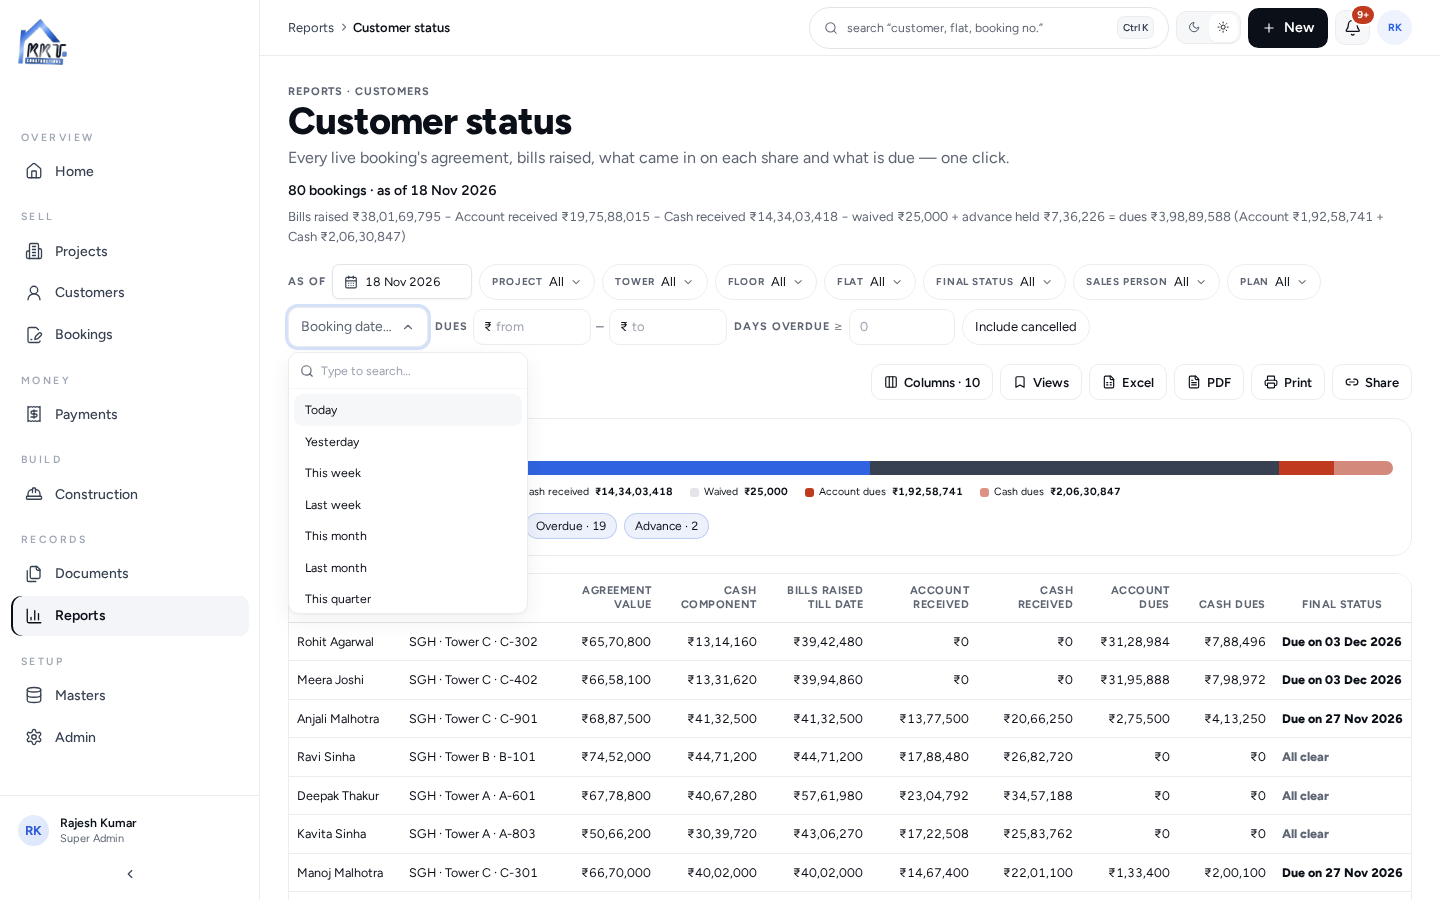 RKT
CONSTRUCTIONS
Reports > Customer status
search “customer, flat, booking no.”
Ctrl K
+ New
9+
RK
OVERVIEW
Home
SELL
Projects
Customers
Bookings
MONEY
Payments
BUILD
Construction
RECORDS
Documents
Reports
SETUP
Masters
Admin
RK
Rajesh Kumar
Super Admin
REPORTS · CUSTOMERS
Customer status
Every live booking's agreement, bills raised, what came in on each share and what is due — one click.
80 bookings · as of 18 Nov 2026
Bills raised ₹38,01,69,795 − Account received ₹19,75,88,015 − Cash received ₹14,34,03,418 − waived ₹25,000 + advance held ₹7,36,226 = dues ₹3,98,89,588 (Account ₹1,92,58,741 +
Cash ₹2,06,30,847)
AS OF 18 Nov 2026 PROJECT All TOWER All FLOOR All FLAT All FINAL STATUS All SALES PERSON All PLAN All
Booking date... DUES ₹ from – ₹ to DAYS OVERDUE ≥ 0 Include cancelled
Type to search...
Today
Yesterday
This week
Last week
This month
Last month
This quarter
Columns · 10 Views Excel PDF Print Share
ash received ₹14,34,03,418 Waived ₹25,000 Account dues ₹1,92,58,741 Cash dues ₹2,06,30,847
Overdue · 19 Advance · 2
AGREEMENT VALUE CASH COMPONENT BILLS RAISED TILL DATE ACCOUNT RECEIVED CASH RECEIVED ACCOUNT DUES CASH DUES FINAL STATUS
Rohit Agarwal SGH · Tower C · C-302 ₹65,70,800 ₹13,14,160 ₹39,42,480 ₹0 ₹0 ₹31,28,984 ₹7,88,496 Due on 03 Dec 2026
Meera Joshi SGH · Tower C · C-402 ₹66,58,100 ₹13,31,620 ₹39,94,860 ₹0 ₹0 ₹31,95,888 ₹7,98,972 Due on 03 Dec 2026
Anjali Malhotra SGH · Tower C · C-901 ₹68,87,500 ₹41,32,500 ₹41,32,500 ₹13,77,500 ₹20,66,250 ₹2,75,500 ₹4,13,250 Due on 27 Nov 2026
Ravi Sinha SGH · Tower B · B-101 ₹74,52,000 ₹44,71,200 ₹44,71,200 ₹17,88,480 ₹26,82,720 ₹0 ₹0 All clear
Deepak Thakur SGH · Tower A · A-601 ₹67,78,800 ₹40,67,280 ₹57,61,980 ₹23,04,792 ₹34,57,188 ₹0 ₹0 All clear
Kavita Sinha SGH · Tower A · A-803 ₹50,66,200 ₹30,39,720 ₹43,06,270 ₹17,22,508 ₹25,83,762 ₹0 ₹0 All clear
Manoj Malhotra SGH · Tower C · C-301 ₹66,70,000 ₹40,02,000 ₹40,02,000 ₹14,67,400 ₹22,01,100 ₹1,33,400 ₹2,00,100 Due on 27 Nov 2026